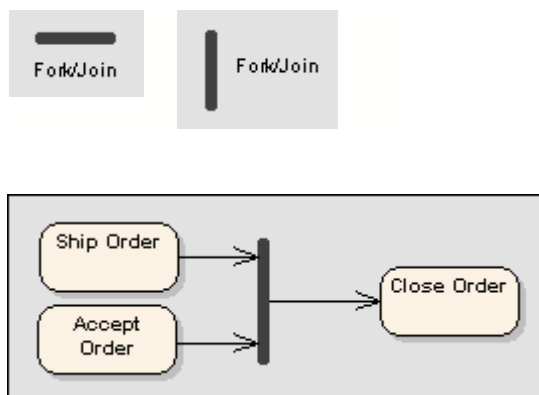 Fork/Join
Fork/Join
Ship Order
Accept
Order
Close Order